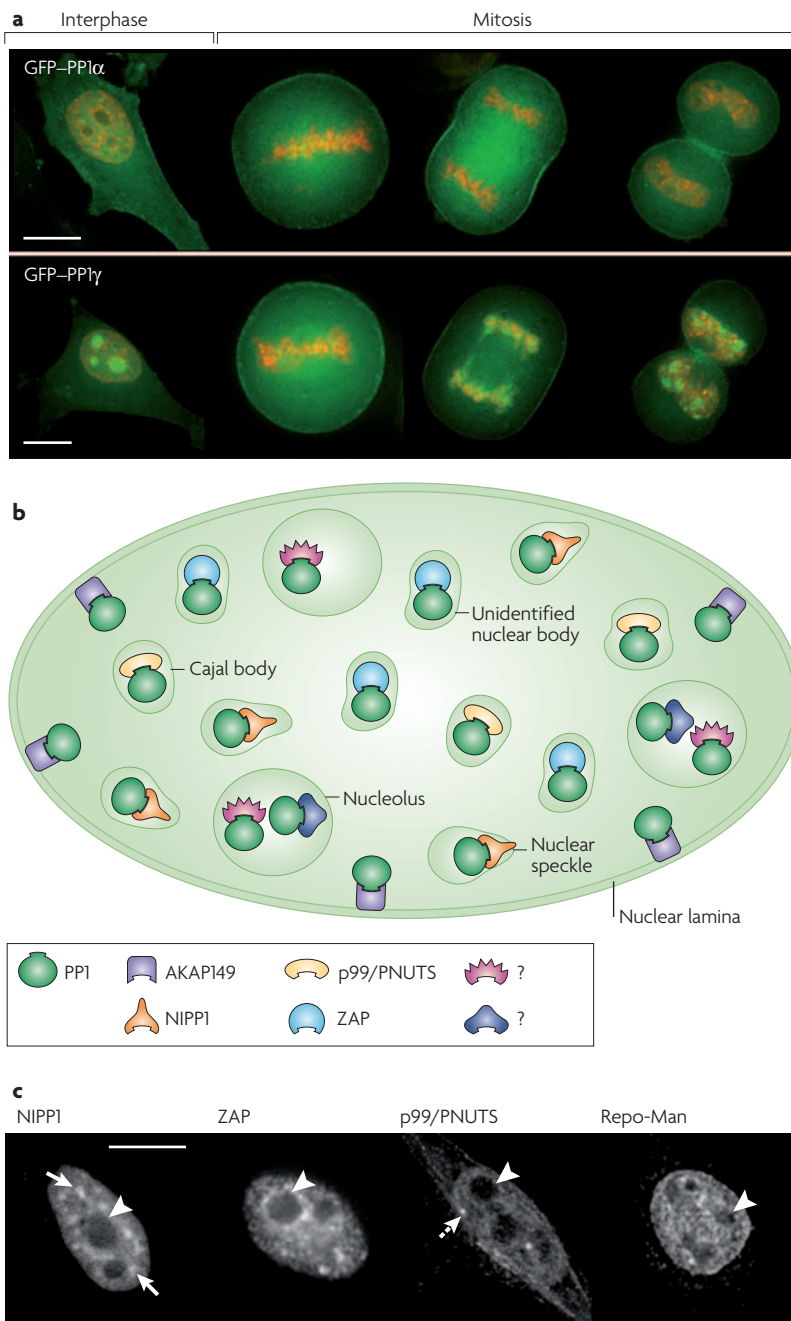 a
Interphase
Mitosis
GFP–PP1α
GFP–PP1γ
b
Unidentified
nuclear body
Cajal body
Nucleolus
Nuclear
speckle
Nuclear lamina
PP1
AKAP149
p99/PNUTS
?
NIPP1
ZAP
?
c
NIPP1
ZAP
p99/PNUTS
Repo-Man